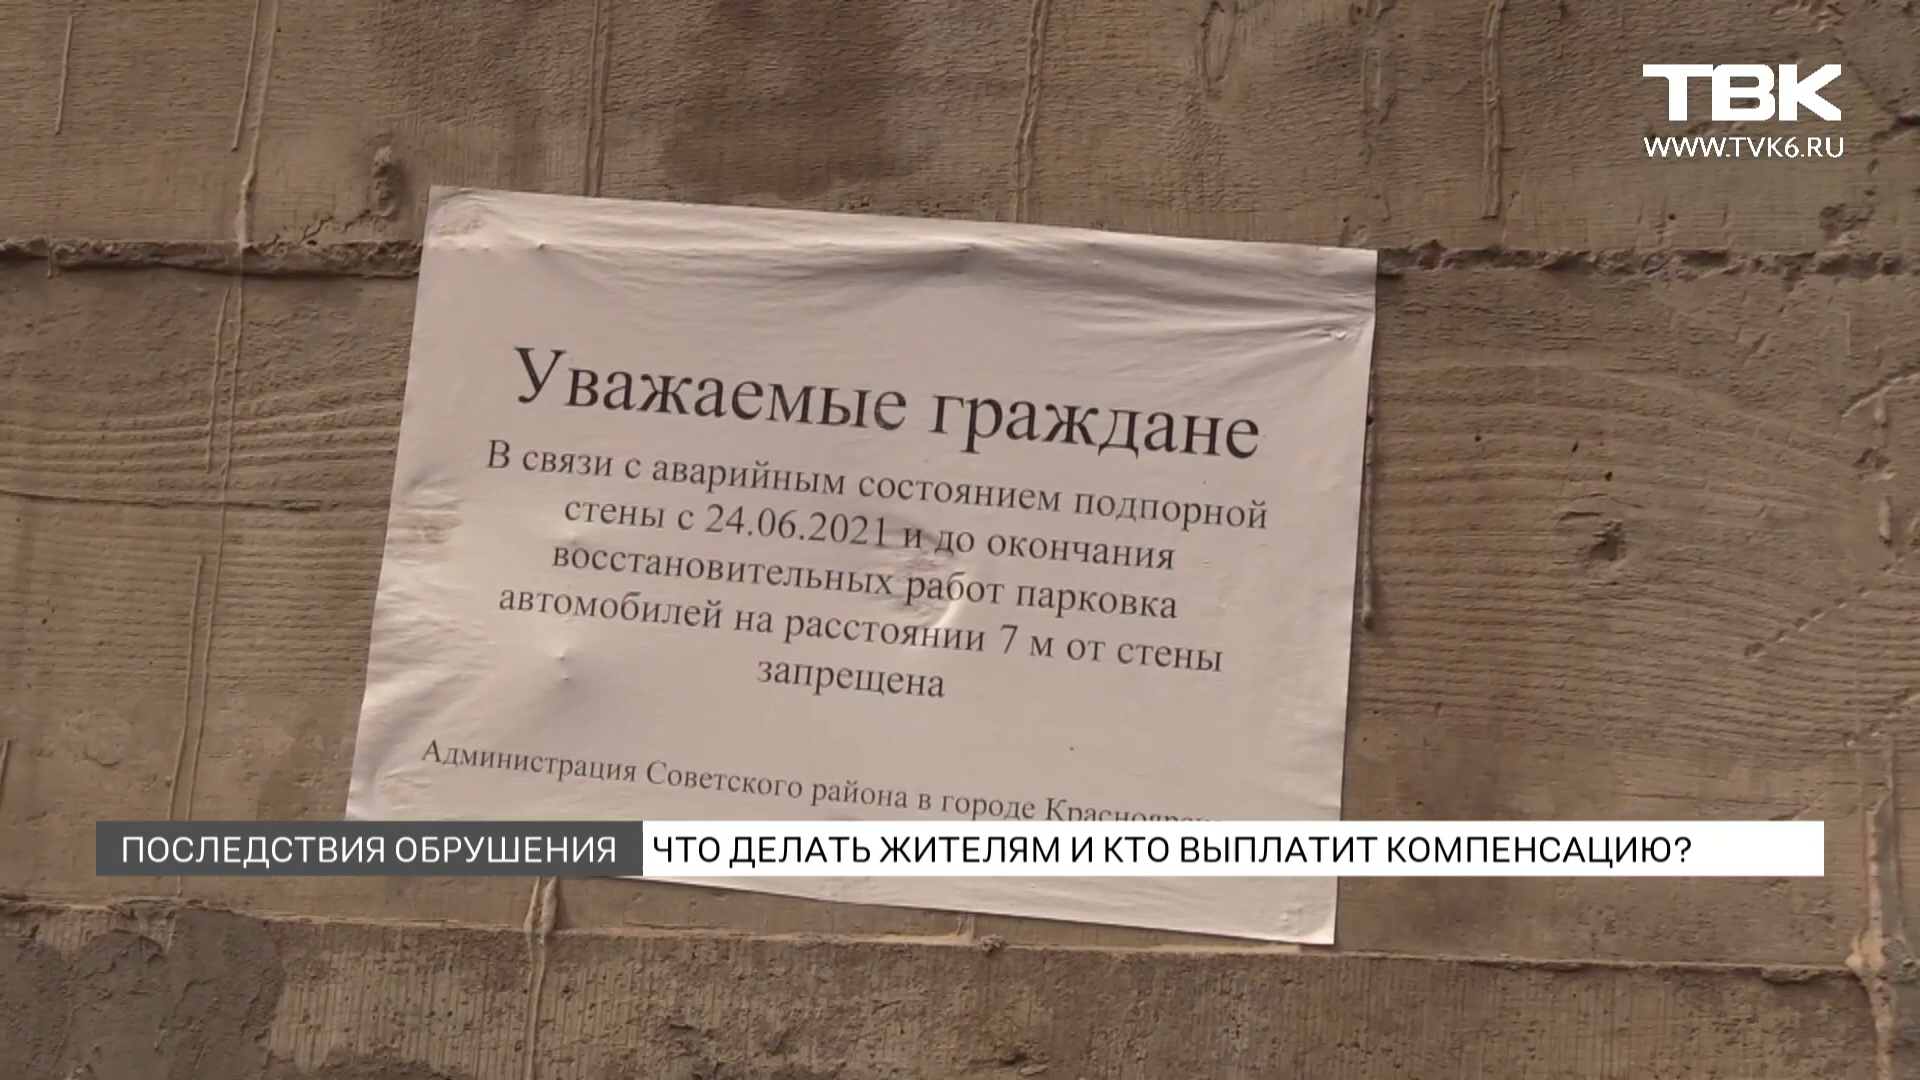 ТВК
WWW.TVK6.RU
Уважаемые граждане
В связи с аварийным состоянием подпорной
стены с 24.06.2021 и до окончания
восстановительных работ парковка
автомобилей на расстоянии 7 м от стены
запрещена
Администрация Советского района в городе
ПОСЛЕДСТВИЯ ОБРУШЕНИЯ ЧТО ДЕЛАТЬ ЖИТЕЛЯМ И КТО ВЫПЛАТИТ КОМПЕНСАЦИЮ?